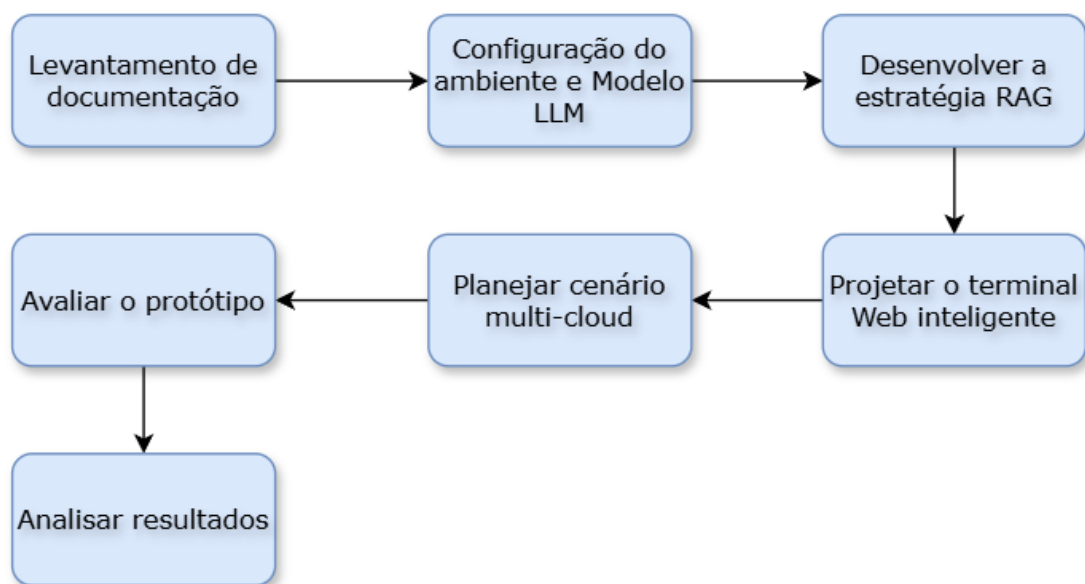 Levantamento de
documentação
Configuração do
ambiente e Modelo
LLM
Desenvolver a
estratégia RAG
Projetar o terminal
Web inteligente
Planejar cenário
multi-cloud
Avaliar o protótipo
Analisar resultados